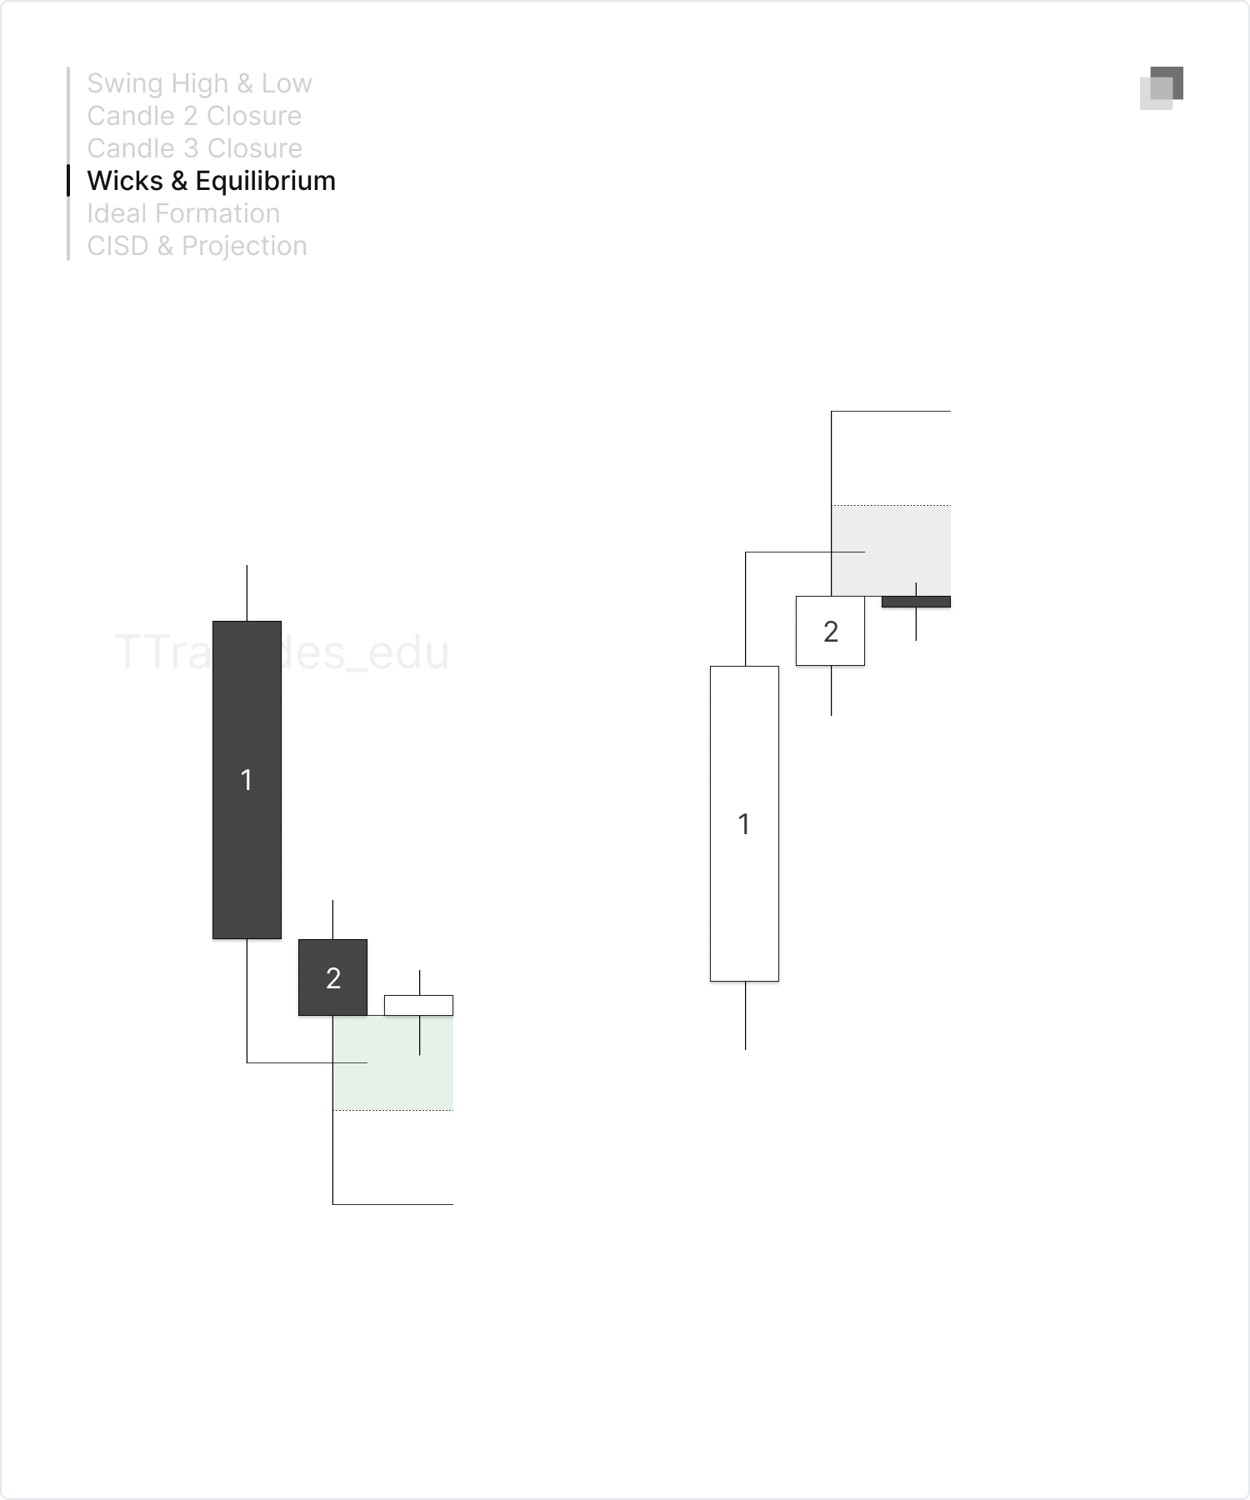 Swing High & Low
Candle 2 Closure
Candle 3 Closure
Wicks & Equilibrium
Ideal Formation
CISD & Projection
2
1
1
2